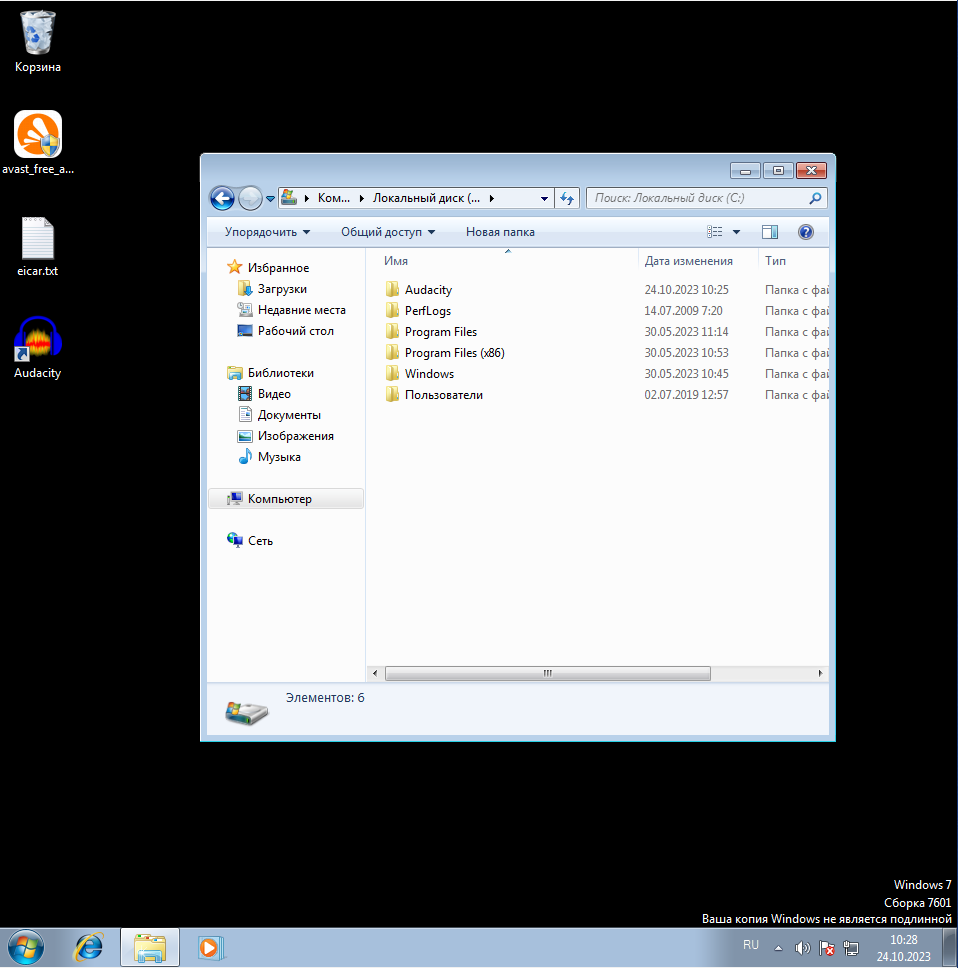 Корзина
avast_free_a...
eicar.txt
Audacity
Ком... Локальный диск (...
Поиск: Локальный диск (C:)
Упорядочить Общий доступ Новая папка
Избранное
Загрузки
Недавние места
Рабочий стол
Библиотеки
Видео
Документы
Изображения
Музыка
Компьютер
Сеть
Имя Дата изменения Тип
Audacity 24.10.2023 10:25 Папка с фай
PerfLogs 14.07.2009 7:20 Папка с фай
Program Files 30.05.2023 11:14 Папка с фай
Program Files (x86) 30.05.2023 10:53 Папка с фай
Windows 30.05.2023 10:45 Папка с фай
Пользователи 02.07.2019 12:57 Папка с фай
Элементов: 6
Windows 7
Сборка 7601
Ваша копия Windows не является подлинной
RU
10:28
24.10.2023